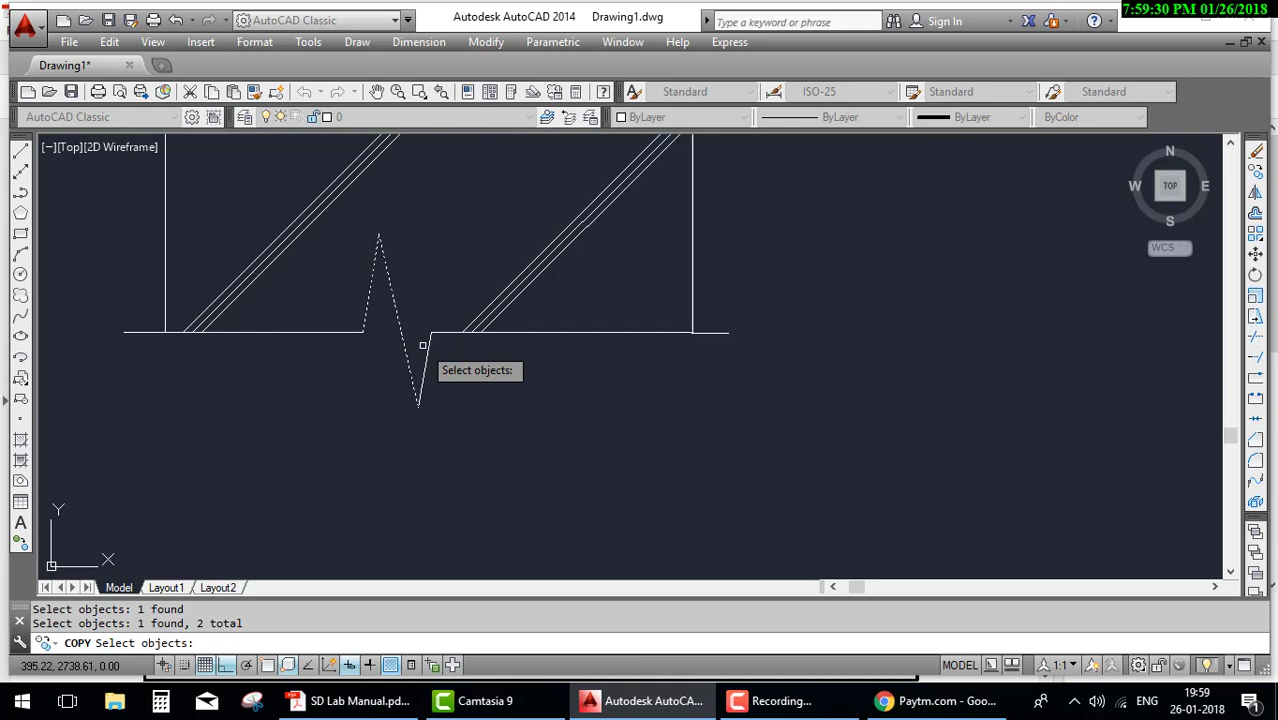 7:59:30 PM 01/26/2018
AutoCAD Classic
Autodesk AutoCAD 2014 Drawing1.dwg
Type a keyword or phrase
Sign In
File Edit View Insert Format Tools Draw Dimension Modify Parametric Window Help Express
Drawing1*
Standard ISO-25 Standard Standard
AutoCAD Classic 0 ByLayer ByLayer ByLayer ByColor
[−][Top][2D Wireframe]
N
W TOP E
S
WCS
Select objects:
Y
X
Model Layout1 Layout2
Select objects: 1 found
Select objects: 1 found, 2 total
COPY Select objects:
395.22, 2738.61, 0.00 MODEL 1:1
SD Lab Manual.pd... Camtasia 9 Autodesk AutoCA... Recording... Paytm.com - Goo... ENG 19:59
26-01-2018